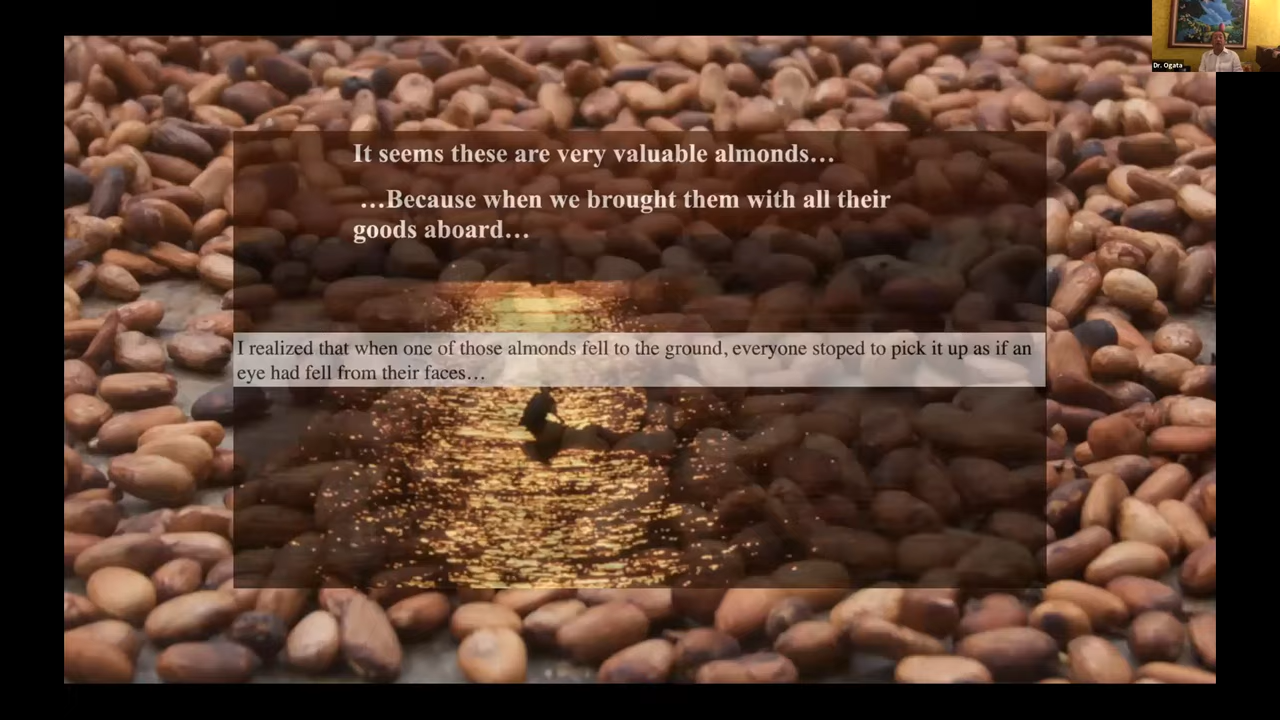 Dr. Ogata
It seems these are very valuable almonds…
…Because when we brought them with all their
goods aboard…
I realized that when one of those almonds fell to the ground, everyone stoped to pick it up as if an
eye had fell from their faces…